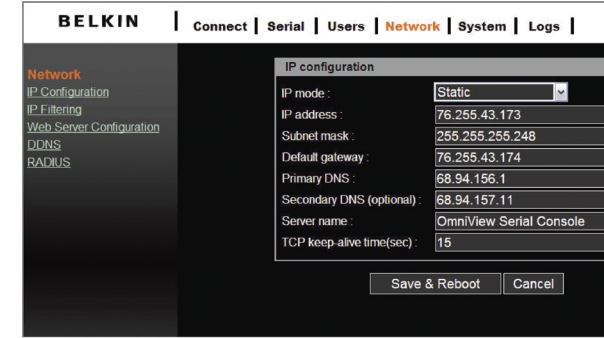 BELKIN | Connect | Serial | Users | Network | System | Logs |
Network
IP Configuration
IP Filtering
Web Server Configuration
DDNS
RADIUS
IP configuration
IP mode : Static
IP address : 76.255.43.173
Subnet mask : 255.255.255.248
Default gateway : 76.255.43.174
Primary DNS : 68.94.156.1
Secondary DNS (optional) : 68.94.157.11
Server name : OmniView Serial Console
TCP keep-alive time(sec) : 15
Save & Reboot Cancel